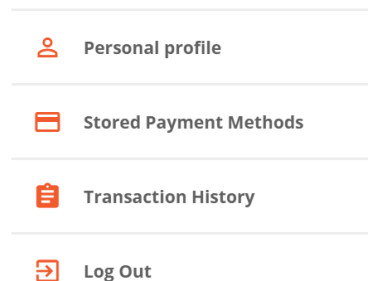 Personal profile
Stored Payment Methods
Transaction History
Log Out